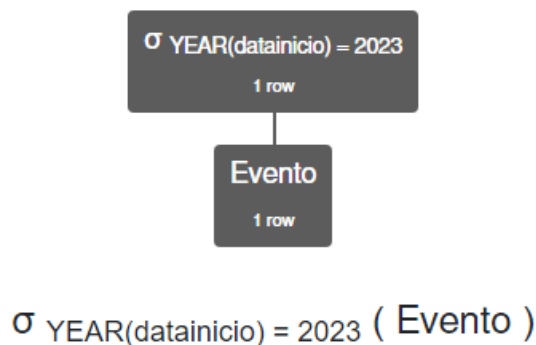 σ YEAR(datainicio) = 2023
1 row
Evento
1 row
σ YEAR(datainicio) = 2023 ( Evento )